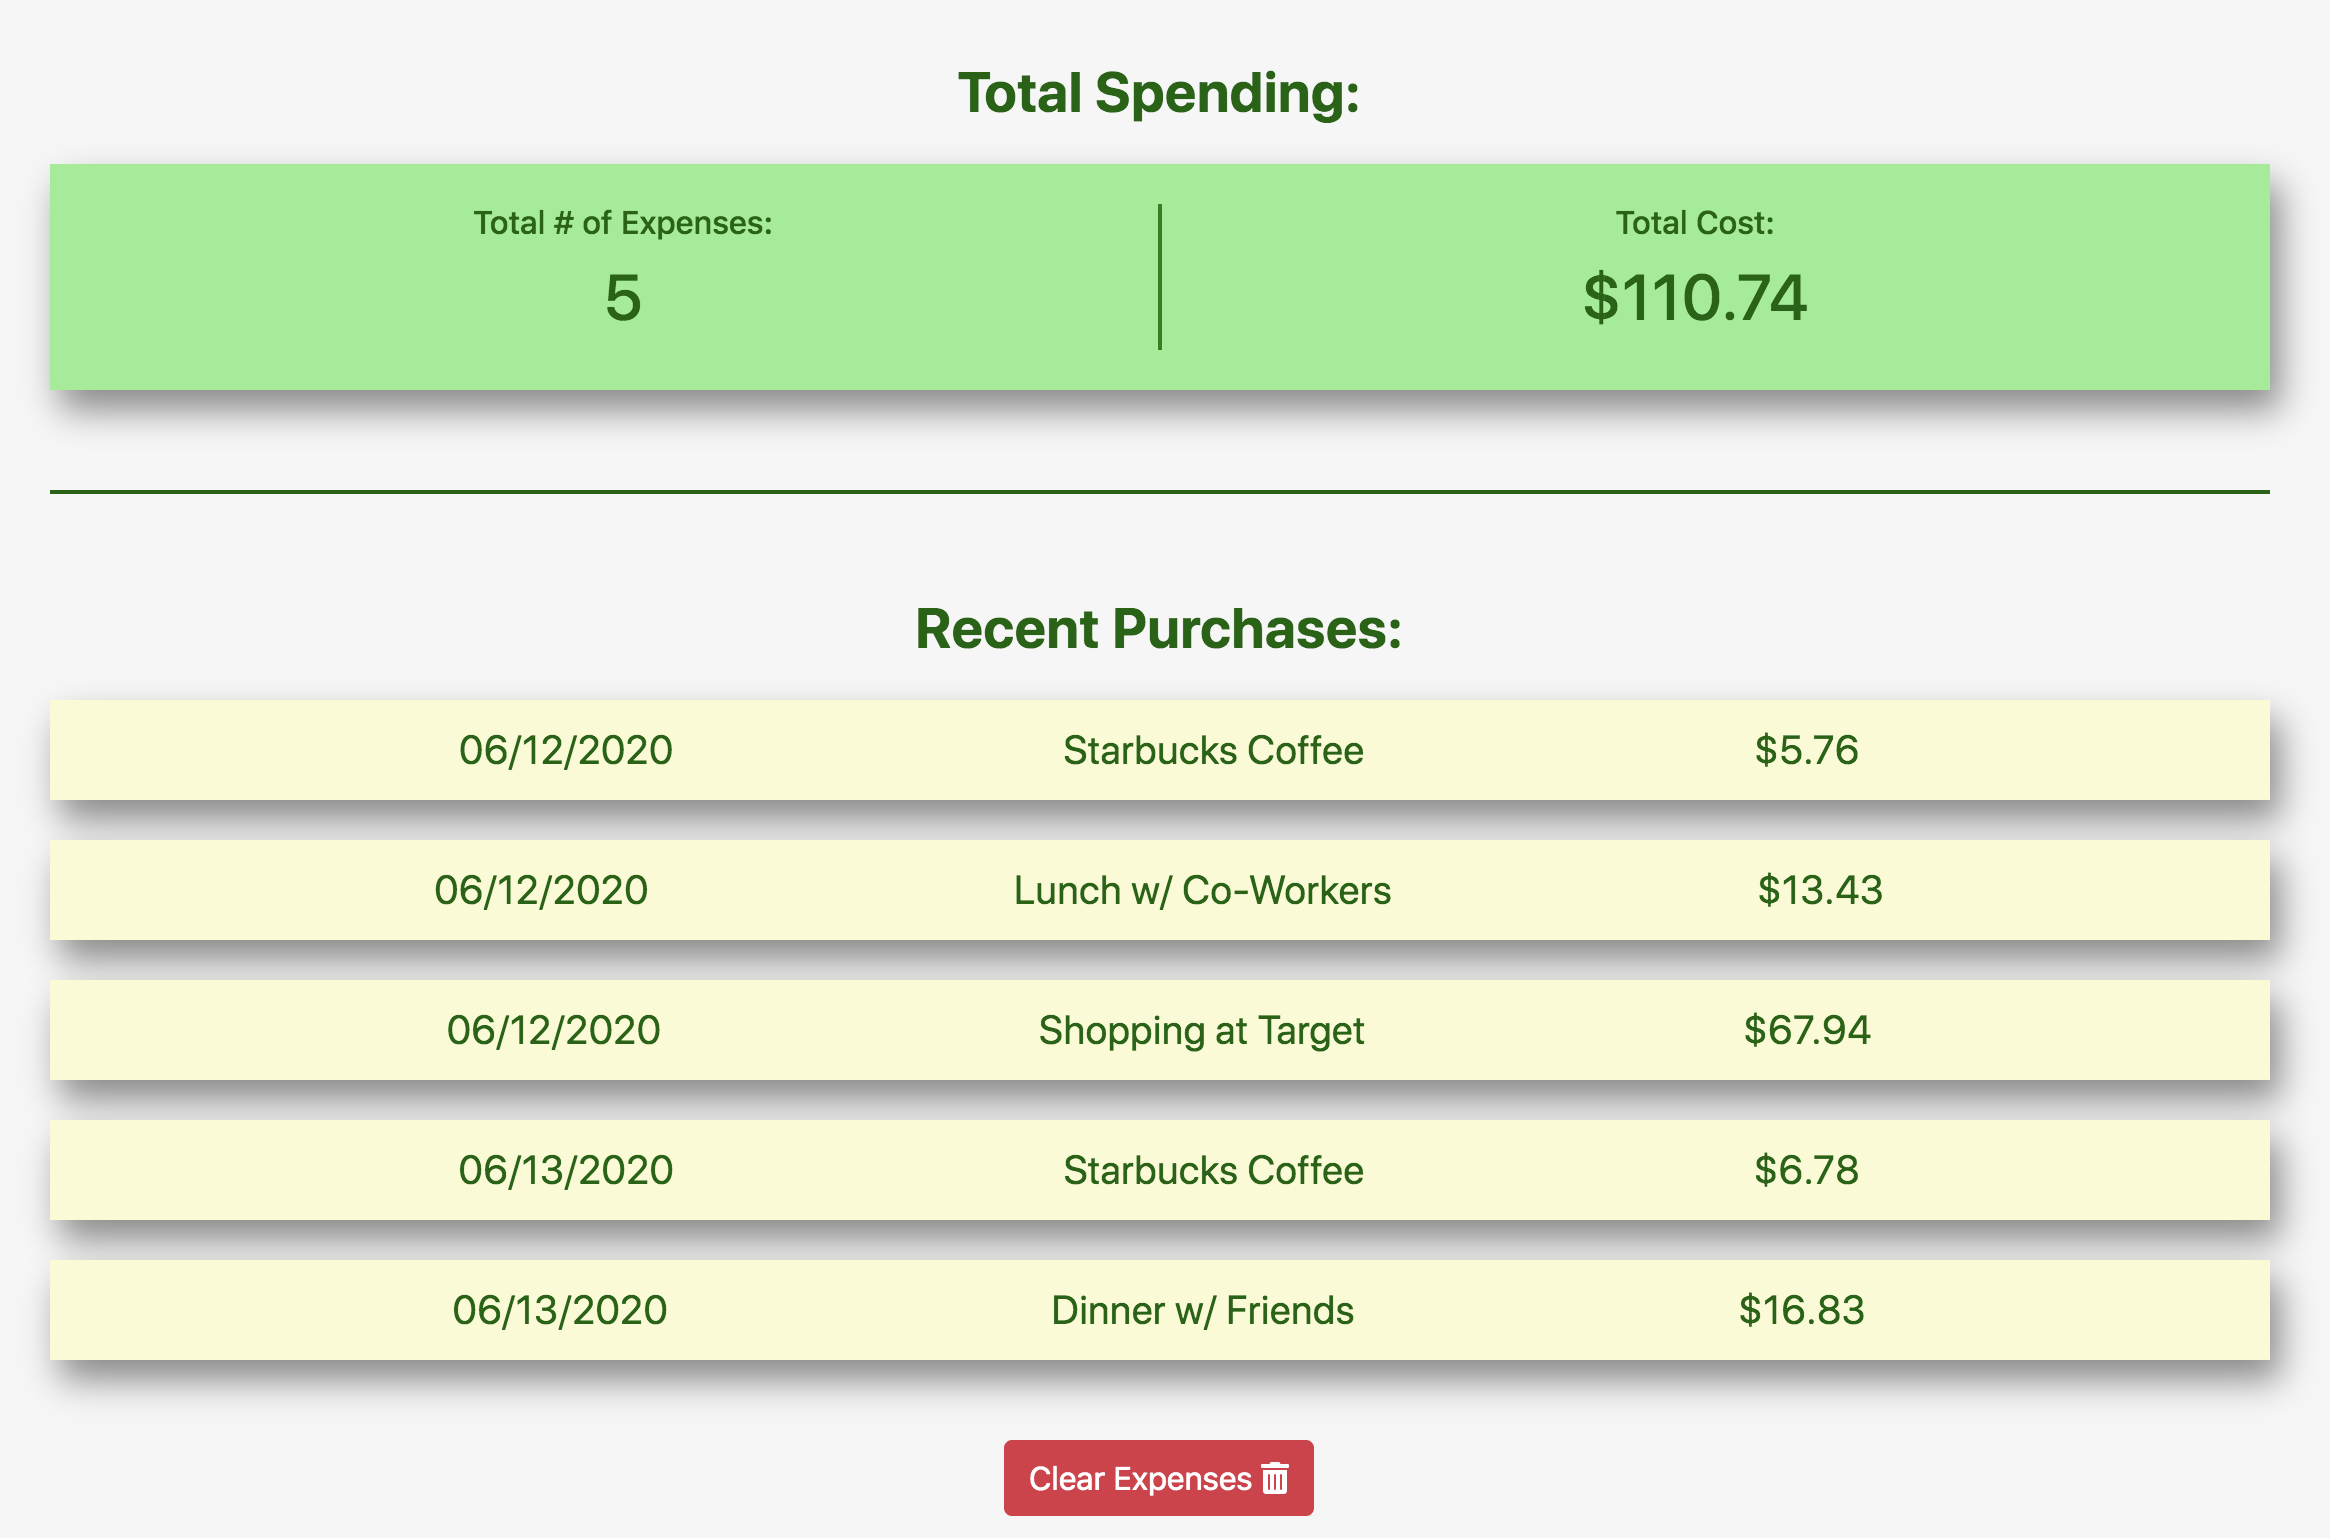 Total Spending:
Total # of Expenses:
5
Total Cost:
$110.74
Recent Purchases:
06/12/2020 Starbucks Coffee $5.76
06/12/2020 Lunch w/ Co-Workers $13.43
06/12/2020 Shopping at Target $67.94
06/13/2020 Starbucks Coffee $6.78
06/13/2020 Dinner w/ Friends $16.83
Clear Expenses